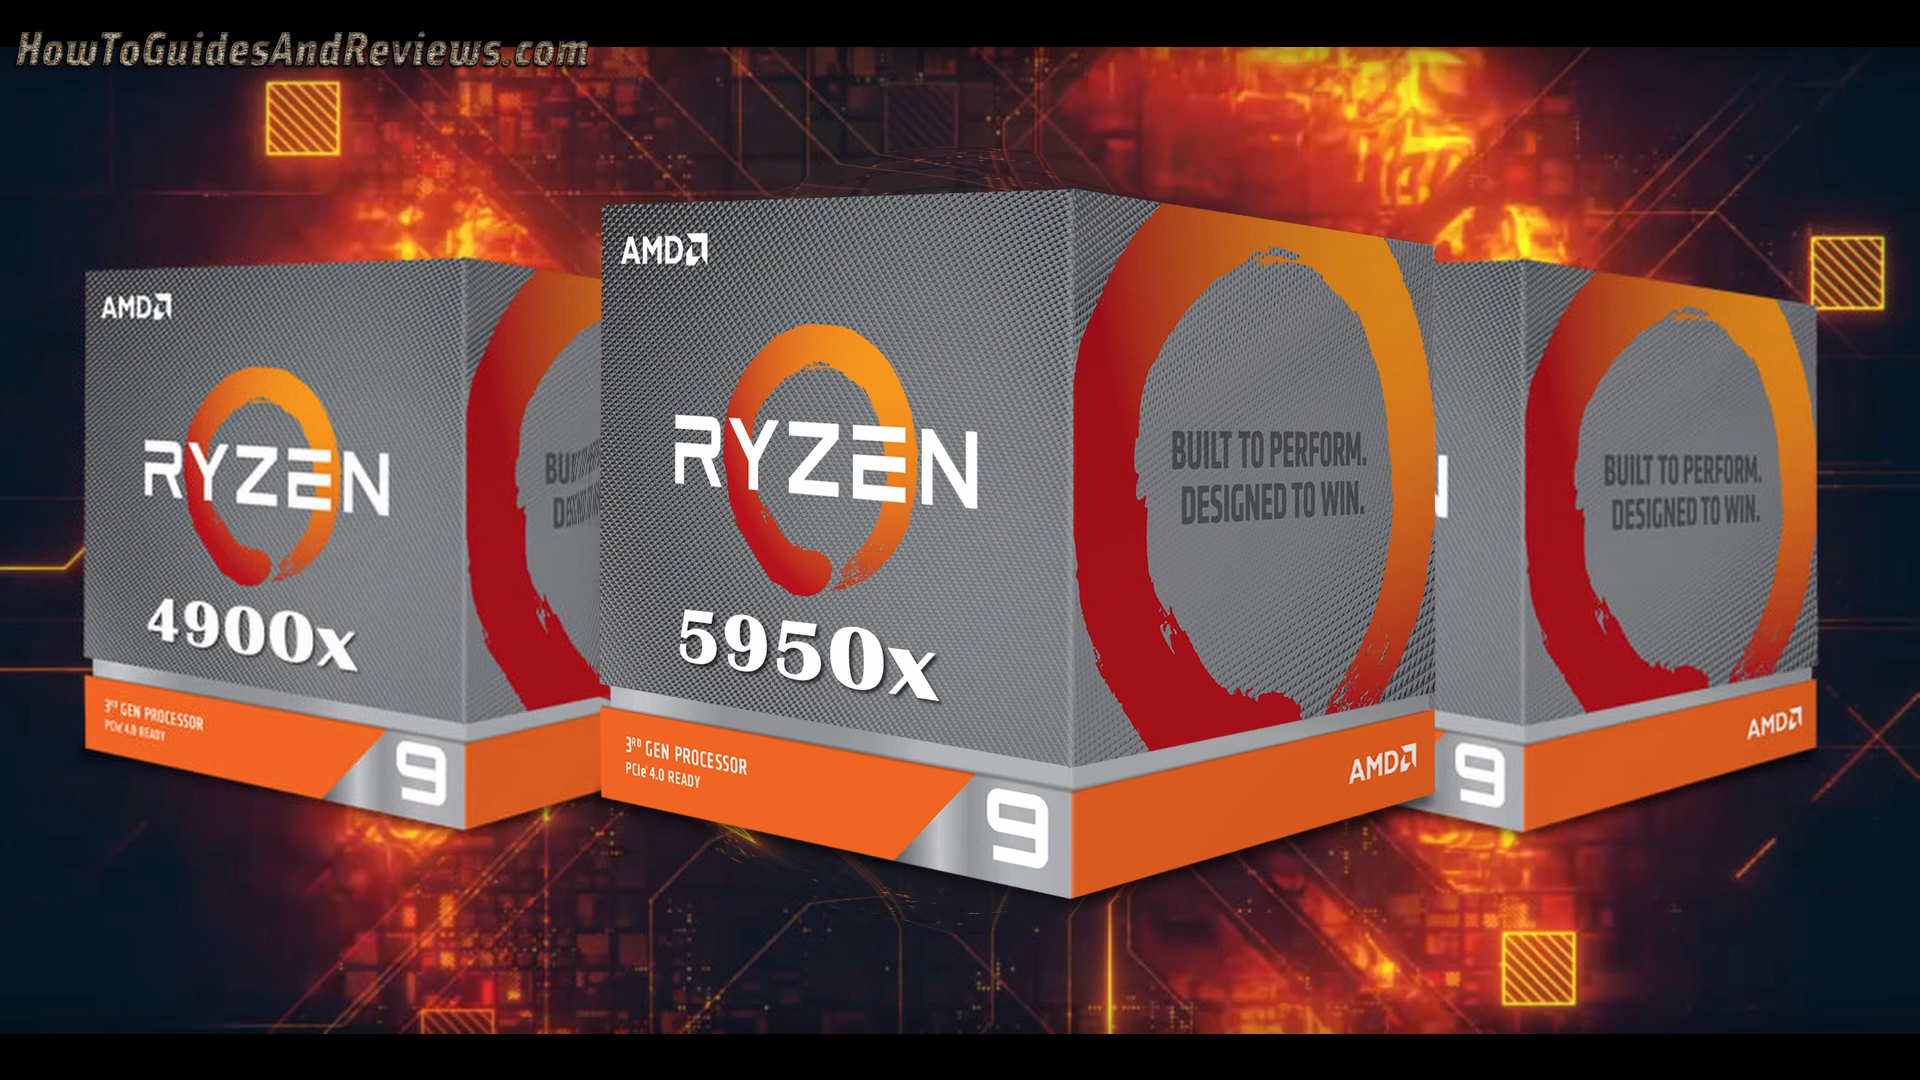 HowToGuidesAndReviews.com
AMD
RYZEN
4900x
3RD GEN PROCESSOR
PCIe® 4.0 READY
9
AMD
RYZEN
5950x
3RD GEN PROCESSOR
PCIe® 4.0 READY
9
BUILT TO PERFORM.
DESIGNED TO WIN.
AMD
N
9
BUILT TO PERFORM.
DESIGNED TO WIN.
AMD